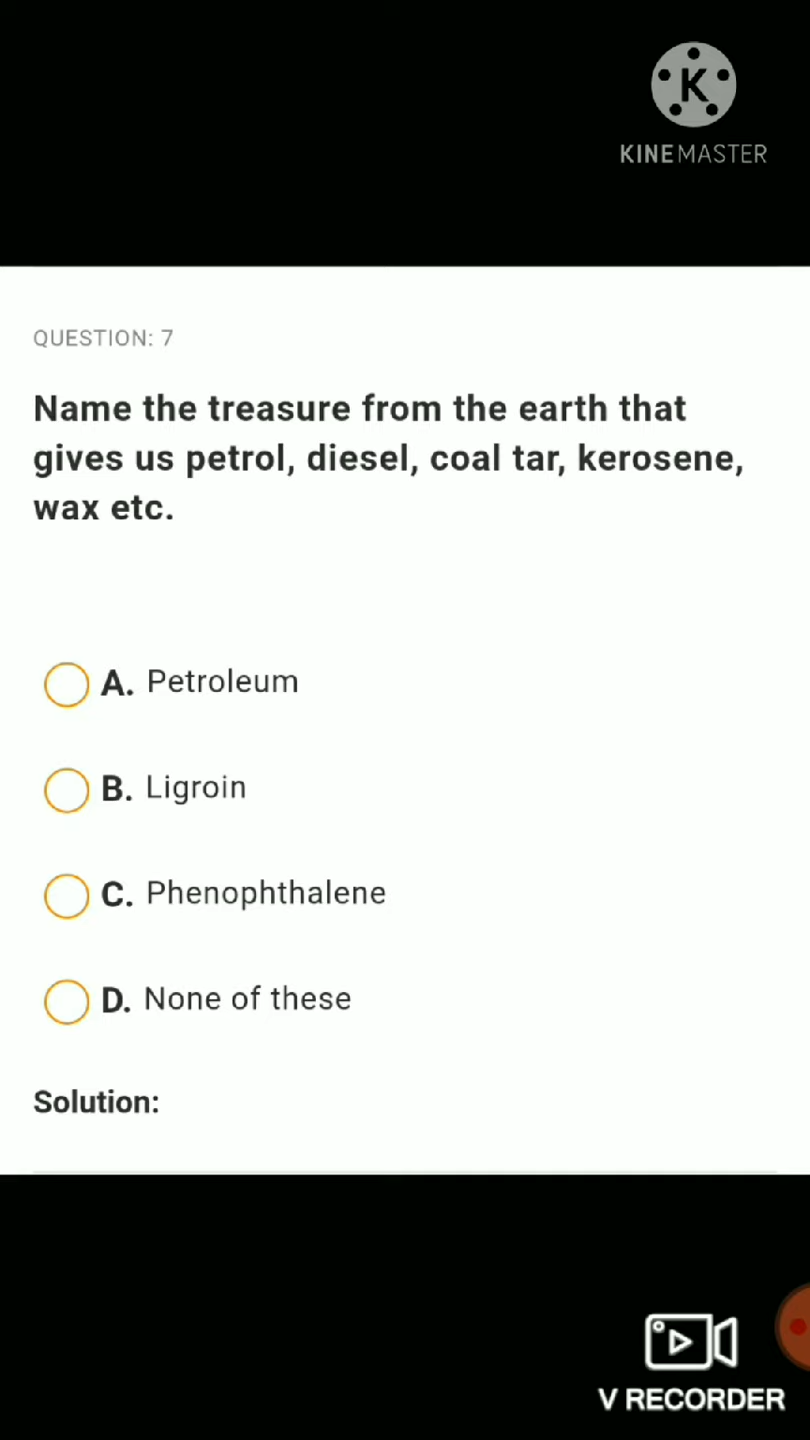 K
KINEMASTER
QUESTION: 7
Name the treasure from the earth that
gives us petrol, diesel, coal tar, kerosene,
wax etc.
A. Petroleum
B. Ligroin
C. Phenophthalene
D. None of these
Solution:
V RECORDER